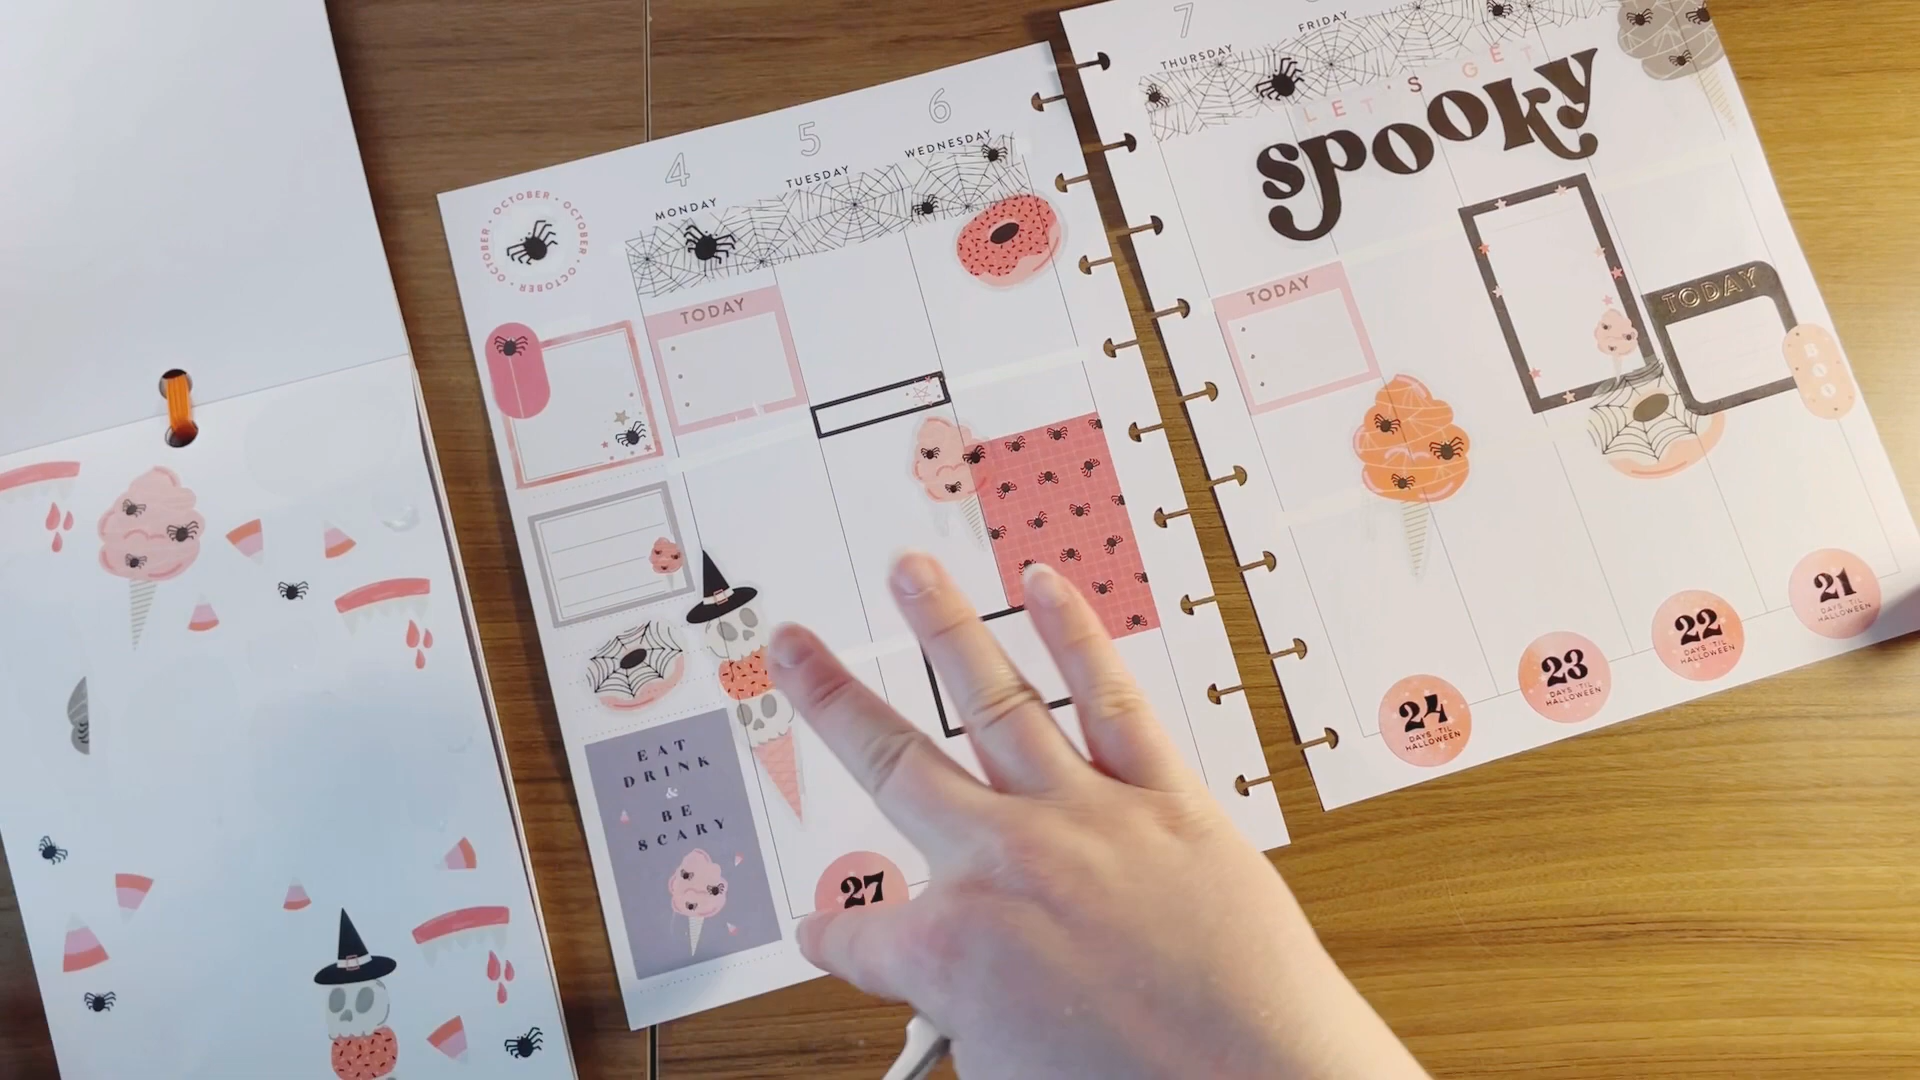 OCTOBER • OCTOBER • OCTOBER • OCTOBER •
4
MONDAY
5
TUESDAY
6
WEDNESDAY
TODAY
EAT
DRINK
&
BE
SCARY
27
7
THURSDAY
FRIDAY
LET'S GET
spooky
TODAY
TODAY
BOO
24
DAYS 'TIL
HALLOWEEN
23
DAYS 'TIL
HALLOWEEN
22
DAYS 'TIL
HALLOWEEN
21
DAYS 'TIL
HALLOWEEN